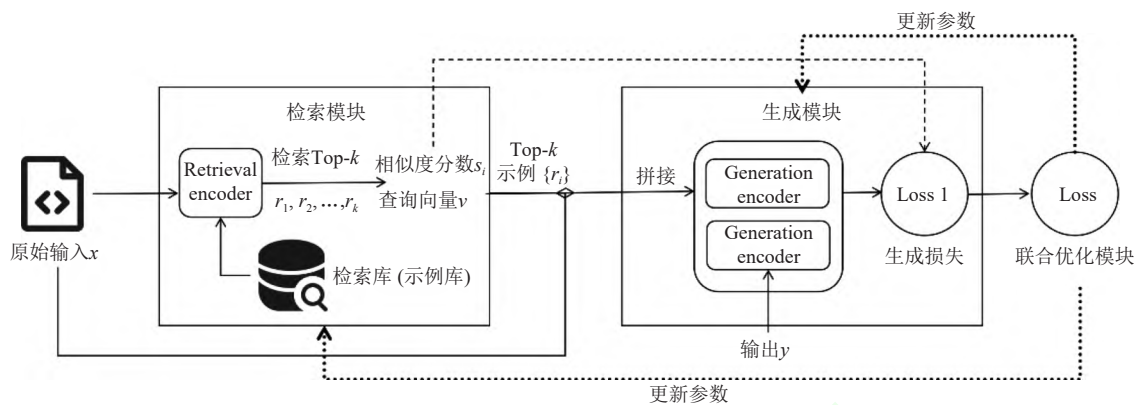 更新参数
检索模块
生成模块
Retrieval
encoder
检索Top-k
r1, r2, …,rk
相似度分数si
查询向量v
Top-k
示例 {ri}
拼接
Generation
encoder
Generation
encoder
Loss 1
Loss
原始输入x
检索库 (示例库)
生成损失
联合优化模块
输出y
更新参数